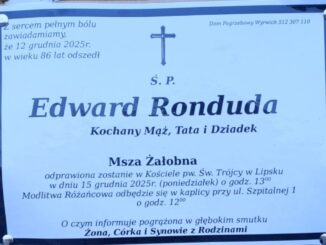 Z sercem pełnym bólu
zawiadamiamy,
że 12 grudnia 2025r.
w wieku 86 lat odszedł
Dom Pogrzebowy Wyrwich 512 307 110
Ś. P.
Edward Ronduda
Kochany Mąż, Tata i Dziadek
Msza Żałobna
odprawiona zostanie w Kościele pw. Św. Trójcy w Lipsku
w dniu 15 grudnia 2025r. (poniedziałek) o godz. 13⁰⁰
Modlitwa Różańcowa odbędzie się w kaplicy przy ul. Szpitalnej 1
o godz. 12⁰⁰
O czym informuje pogrążona w głębokim smutku
Żona, Córka i Synowie z Rodzinami